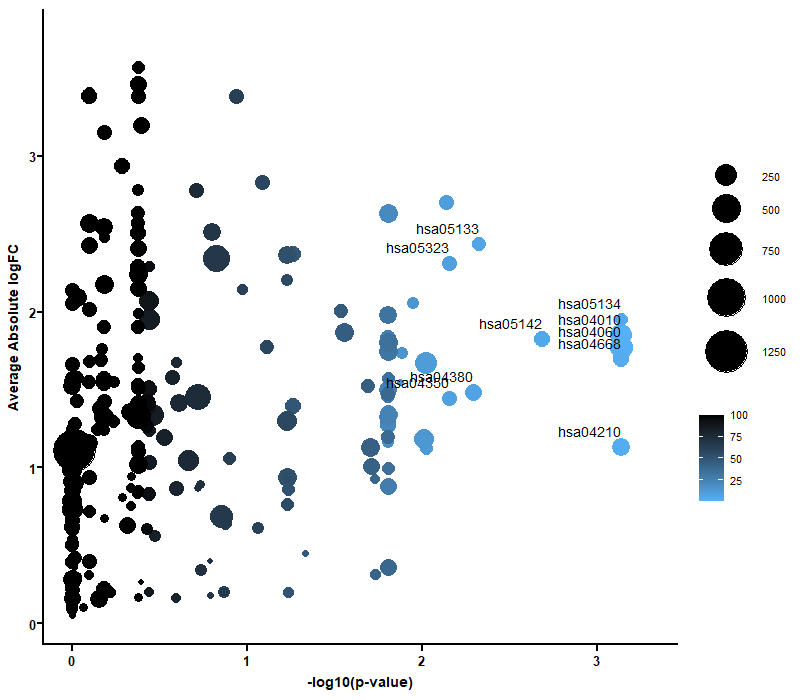 Average Absolute logFC
3
2
1
0
hsa05133
hsa05323
hsa05134
hsa04010
hsa05142
hsa04060
hsa04668
hsa04380
hsa04350
hsa04210
0
1
2
3
-log10(p-value)
250
500
750
1000
1250
100
75
50
25